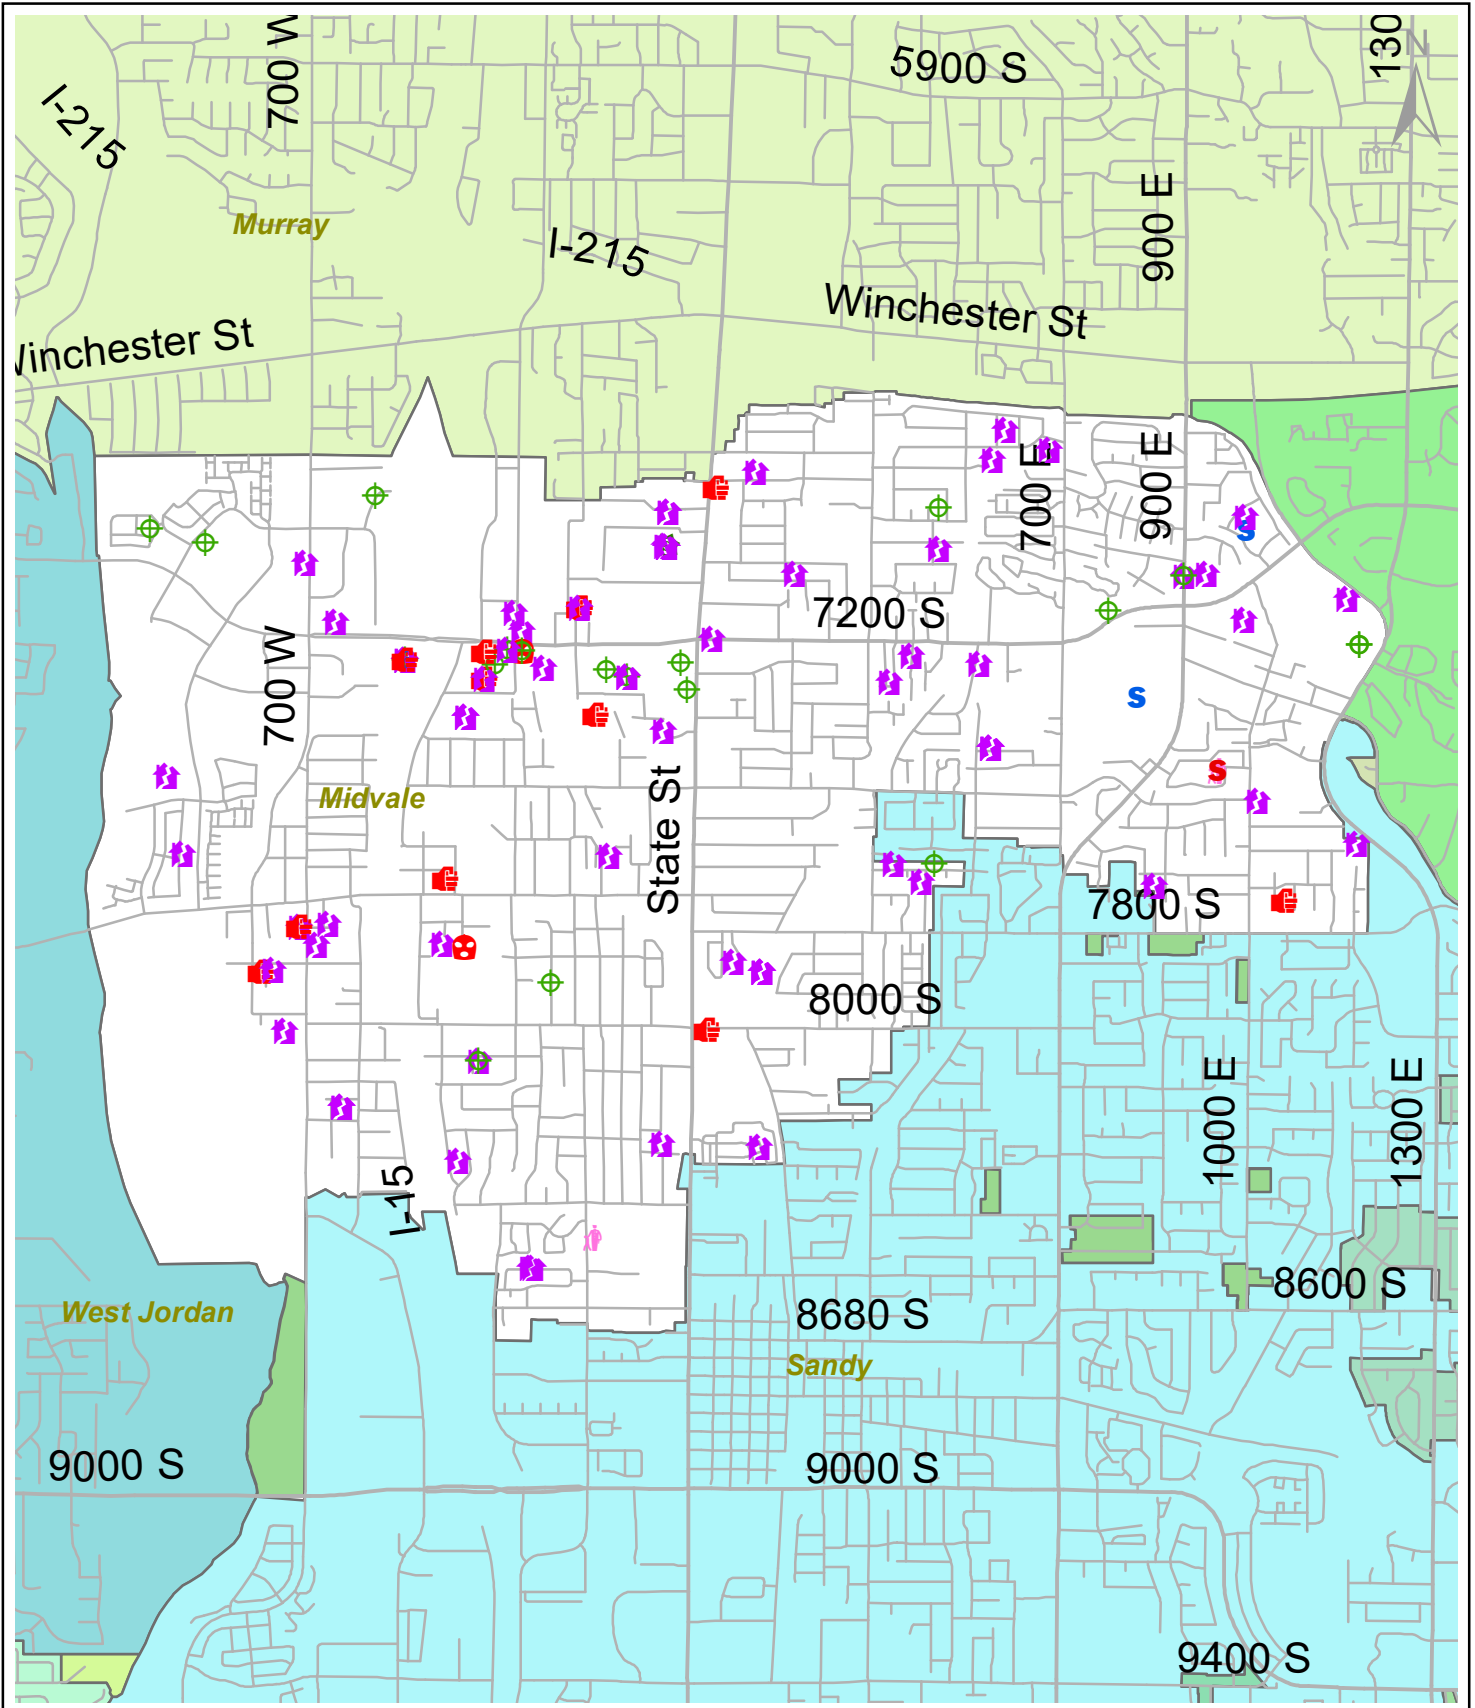 700 W
5900 S
130
N
I-215
900 E
Murray
I-215
Winchester St
Winchester St
700 E
900 E
S
7200 S
700 W
S
S
Midvale
State St
7800 S
8000 S
1000 E
1300 E
I-15
8600 S
West Jordan
8680 S
Sandy
9000 S
9000 S
9400 S